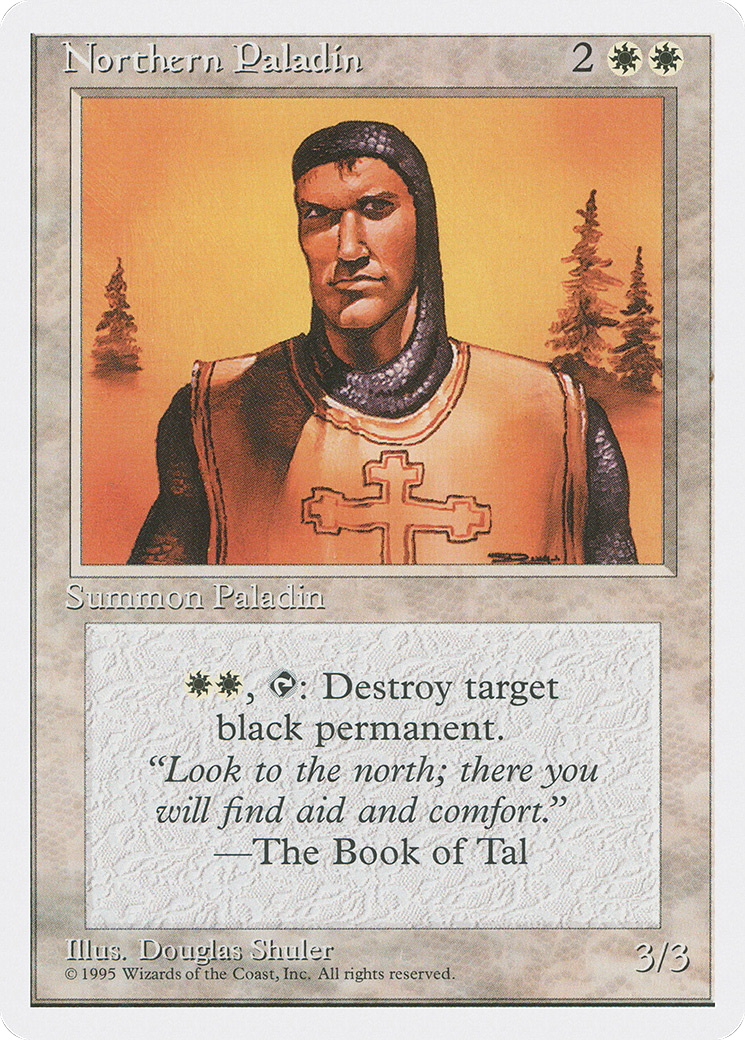 Northern Paladin 2
Summon Paladin
, : Destroy target
black permanent.
“Look to the north; there you
will find aid and comfort.”
—The Book of Tal
Illus. Douglas Shuler
3/3
© 1995 Wizards of the Coast, Inc. All rights reserved.